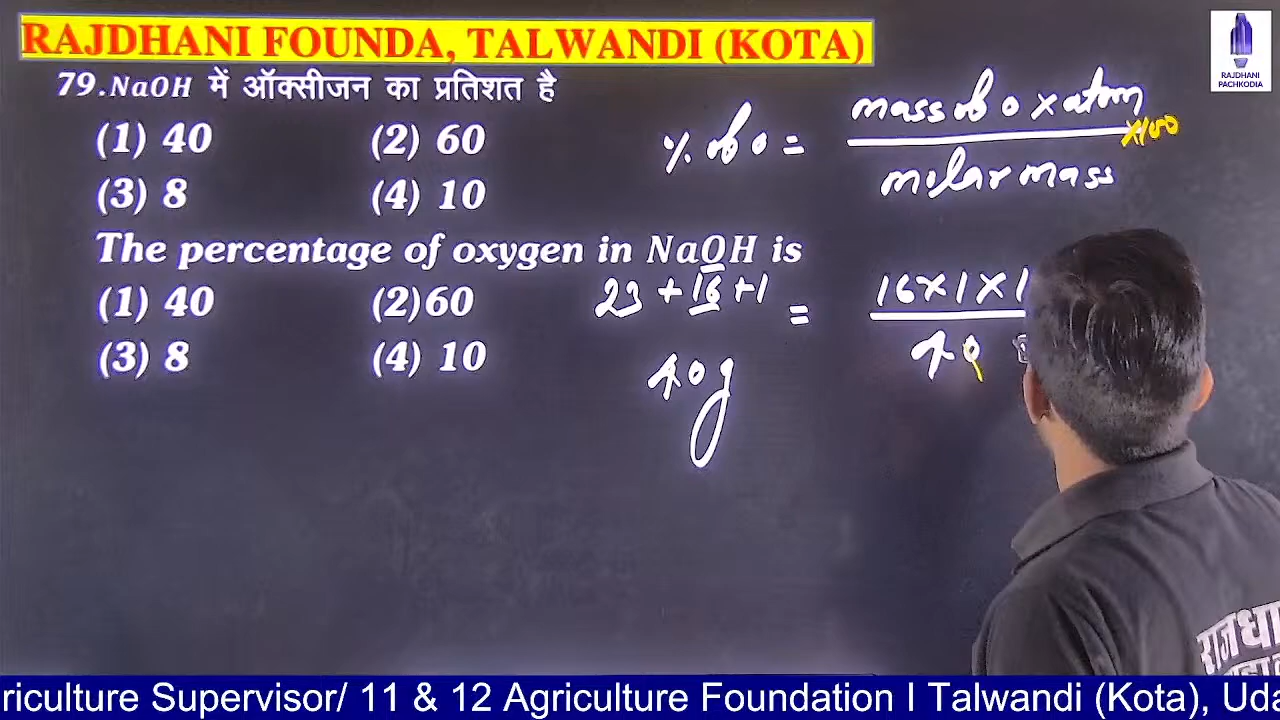 RAJDHANI FOUNDA, TALWANDI (KOTA)
RAJDHANI
PACHKODIA
79. NaOH में ऑक्सीजन का प्रतिशत है
(1) 40 (2) 60
(3) 8 (4) 10
The percentage of oxygen in NaOH is
(1) 40 (2)60
(3) 8 (4) 10
% of O = mass of O x atom
x100
molar mass
23 + 16 + 1
= 16 x 1 x 1
40
40g
riculture Supervisor/ 11 & 12 Agriculture Foundation I Talwandi (Kota), Uda